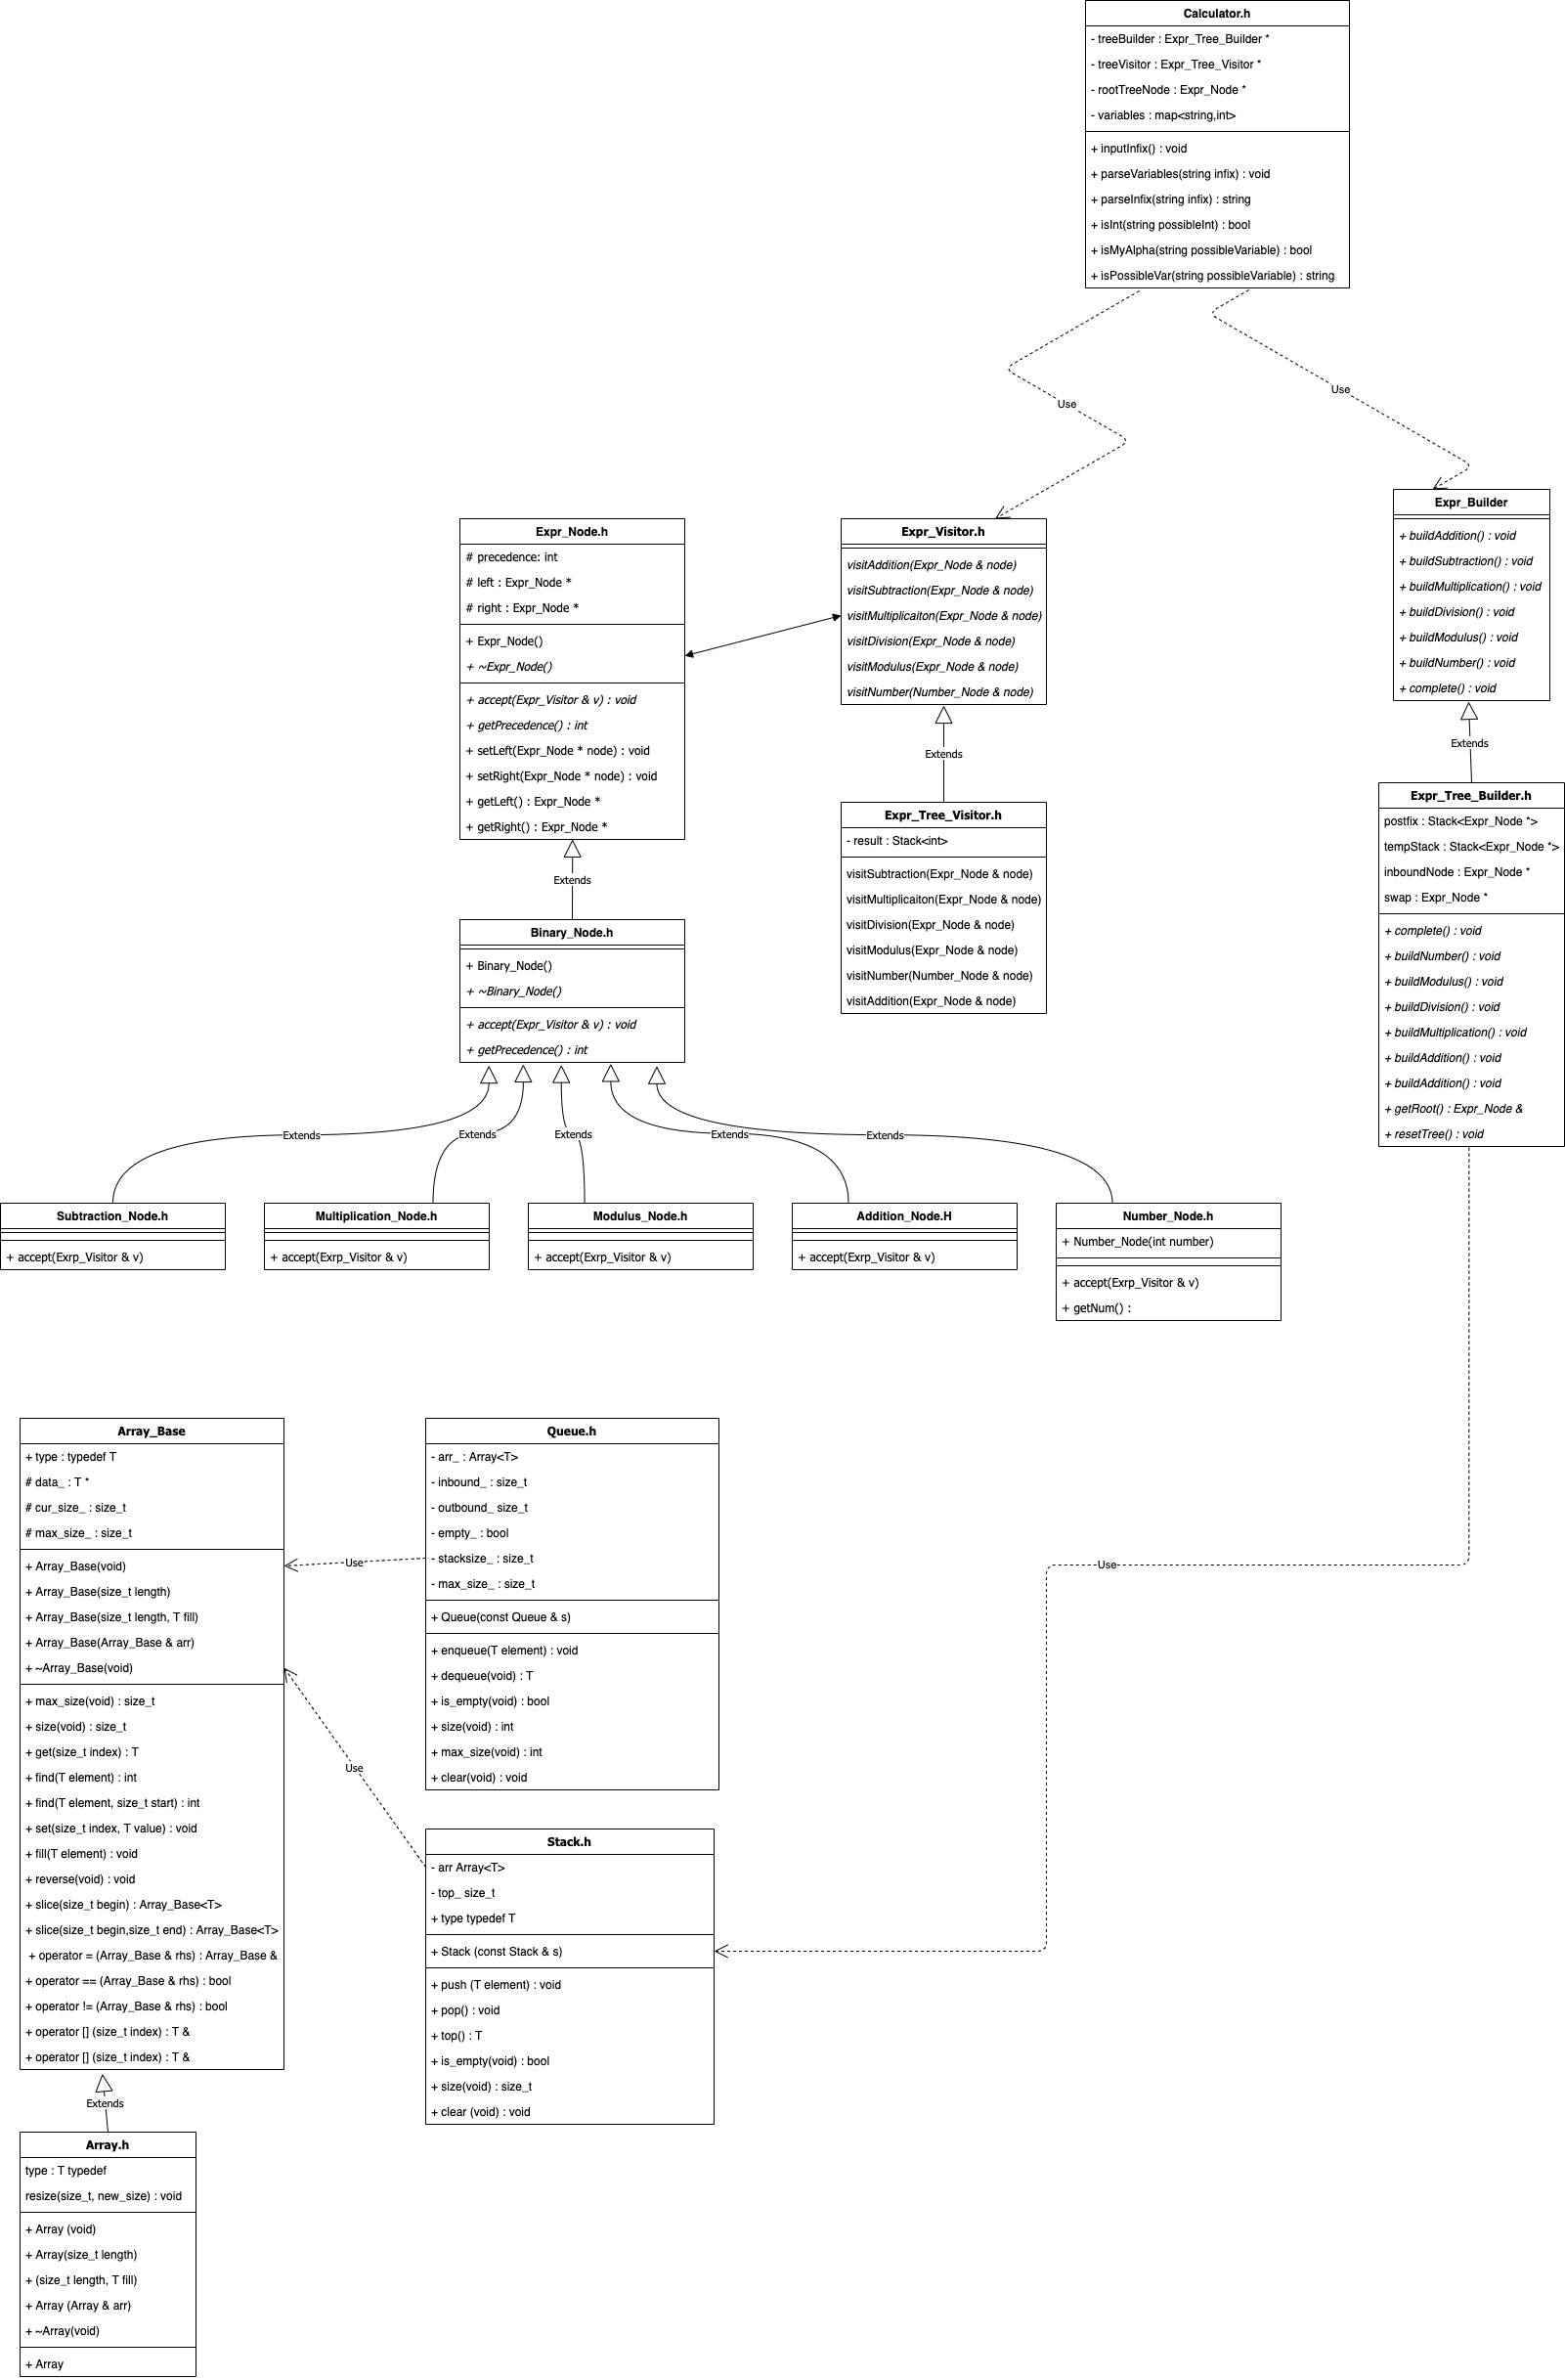 Calculator.h
- treeBuilder : Expr_Tree_Builder *
- treeVisitor : Expr_Tree_Visitor *
- rootTreeNode : Expr_Node *
- variables : map<string,int>
+ inputInfix() : void
+ parseVariables(string infix) : void
+ parseInfix(string infix) : string
+ isInt(string possibleInt) : bool
+ isMyAlpha(string possibleVariable) : bool
+ isPossibleVar(string possibleVariable) : string
Use
Use
Expr_Node.h
# precedence: int
# left : Expr_Node *
# right : Expr_Node *
+ Expr_Node()
+ ~Expr_Node()
+ accept(Expr_Visitor & v) : void
+ getPrecedence() : int
+ setLeft(Expr_Node * node) : void
+ setRight(Expr_Node * node) : void
+ getLeft() : Expr_Node *
+ getRight() : Expr_Node *
Expr_Visitor.h
visitAddition(Expr_Node & node)
visitSubtraction(Expr_Node & node)
visitMultiplicaiton(Expr_Node & node)
visitDivision(Expr_Node & node)
visitModulus(Expr_Node & node)
visitNumber(Number_Node & node)
Expr_Builder
+ buildAddition() : void
+ buildSubtraction() : void
+ buildMultiplication() : void
+ buildDivision() : void
+ buildModulus() : void
+ buildNumber() : void
+ complete() : void
Extends
Extends
Extends
Expr_Tree_Visitor.h
- result : Stack<int>
visitSubtraction(Expr_Node & node)
visitMultiplicaiton(Expr_Node & node)
visitDivision(Expr_Node & node)
visitModulus(Expr_Node & node)
visitNumber(Number_Node & node)
visitAddition(Expr_Node & node)
Expr_Tree_Builder.h
postfix : Stack<Expr_Node *>
tempStack : Stack<Expr_Node *>
inboundNode : Expr_Node *
swap : Expr_Node *
+ complete() : void
+ buildNumber() : void
+ buildModulus() : void
+ buildDivision() : void
+ buildMultiplication() : void
+ buildAddition() : void
+ buildAddition() : void
+ getRoot() : Expr_Node &
+ resetTree() : void
Binary_Node.h
+ Binary_Node()
+ ~Binary_Node()
+ accept(Expr_Visitor & v) : void
+ getPrecedence() : int
Extends
Extends
Extends
Extends
Extends
Subtraction_Node.h
+ accept(Exrp_Visitor & v)
Multiplication_Node.h
+ accept(Exrp_Visitor & v)
Modulus_Node.h
+ accept(Exrp_Visitor & v)
Addition_Node.H
+ accept(Exrp_Visitor & v)
Number_Node.h
+ Number_Node(int number)
+ accept(Exrp_Visitor & v)
+ getNum() :
Array_Base
+ type : typedef T
# data_ : T *
# cur_size_ : size_t
# max_size_ : size_t
+ Array_Base(void)
+ Array_Base(size_t length)
+ Array_Base(size_t length, T fill)
+ Array_Base(Array_Base & arr)
+ ~Array_Base(void)
+ max_size(void) : size_t
+ size(void) : size_t
+ get(size_t index) : T
+ find(T element) : int
+ find(T element, size_t start) : int
+ set(size_t index, T value) : void
+ fill(T element) : void
+ reverse(void) : void
+ slice(size_t begin) : Array_Base<T>
+ slice(size_t begin,size_t end) : Array_Base<T>
+ operator = (Array_Base & rhs) : Array_Base &
+ operator == (Array_Base & rhs) : bool
+ operator != (Array_Base & rhs) : bool
+ operator [] (size_t index) : T &
+ operator [] (size_t index) : T &
Use
Use
Use
Queue.h
- arr_ : Array<T>
- inbound_ : size_t
- outbound_ size_t
- empty_ : bool
- stacksize_ : size_t
- max_size_ : size_t
+ Queue(const Queue & s)
+ enqueue(T element) : void
+ dequeue(void) : T
+ is_empty(void) : bool
+ size(void) : int
+ max_size(void) : int
+ clear(void) : void
Stack.h
- arr Array<T>
- top_ size_t
+ type typedef T
+ Stack (const Stack & s)
+ push (T element) : void
+ pop() : void
+ top() : T
+ is_empty(void) : bool
+ size(void) : size_t
+ clear (void) : void
Extends
Array.h
type : T typedef
resize(size_t, new_size) : void
+ Array (void)
+ Array(size_t length)
+ (size_t length, T fill)
+ Array (Array & arr)
+ ~Array(void)
+ Array